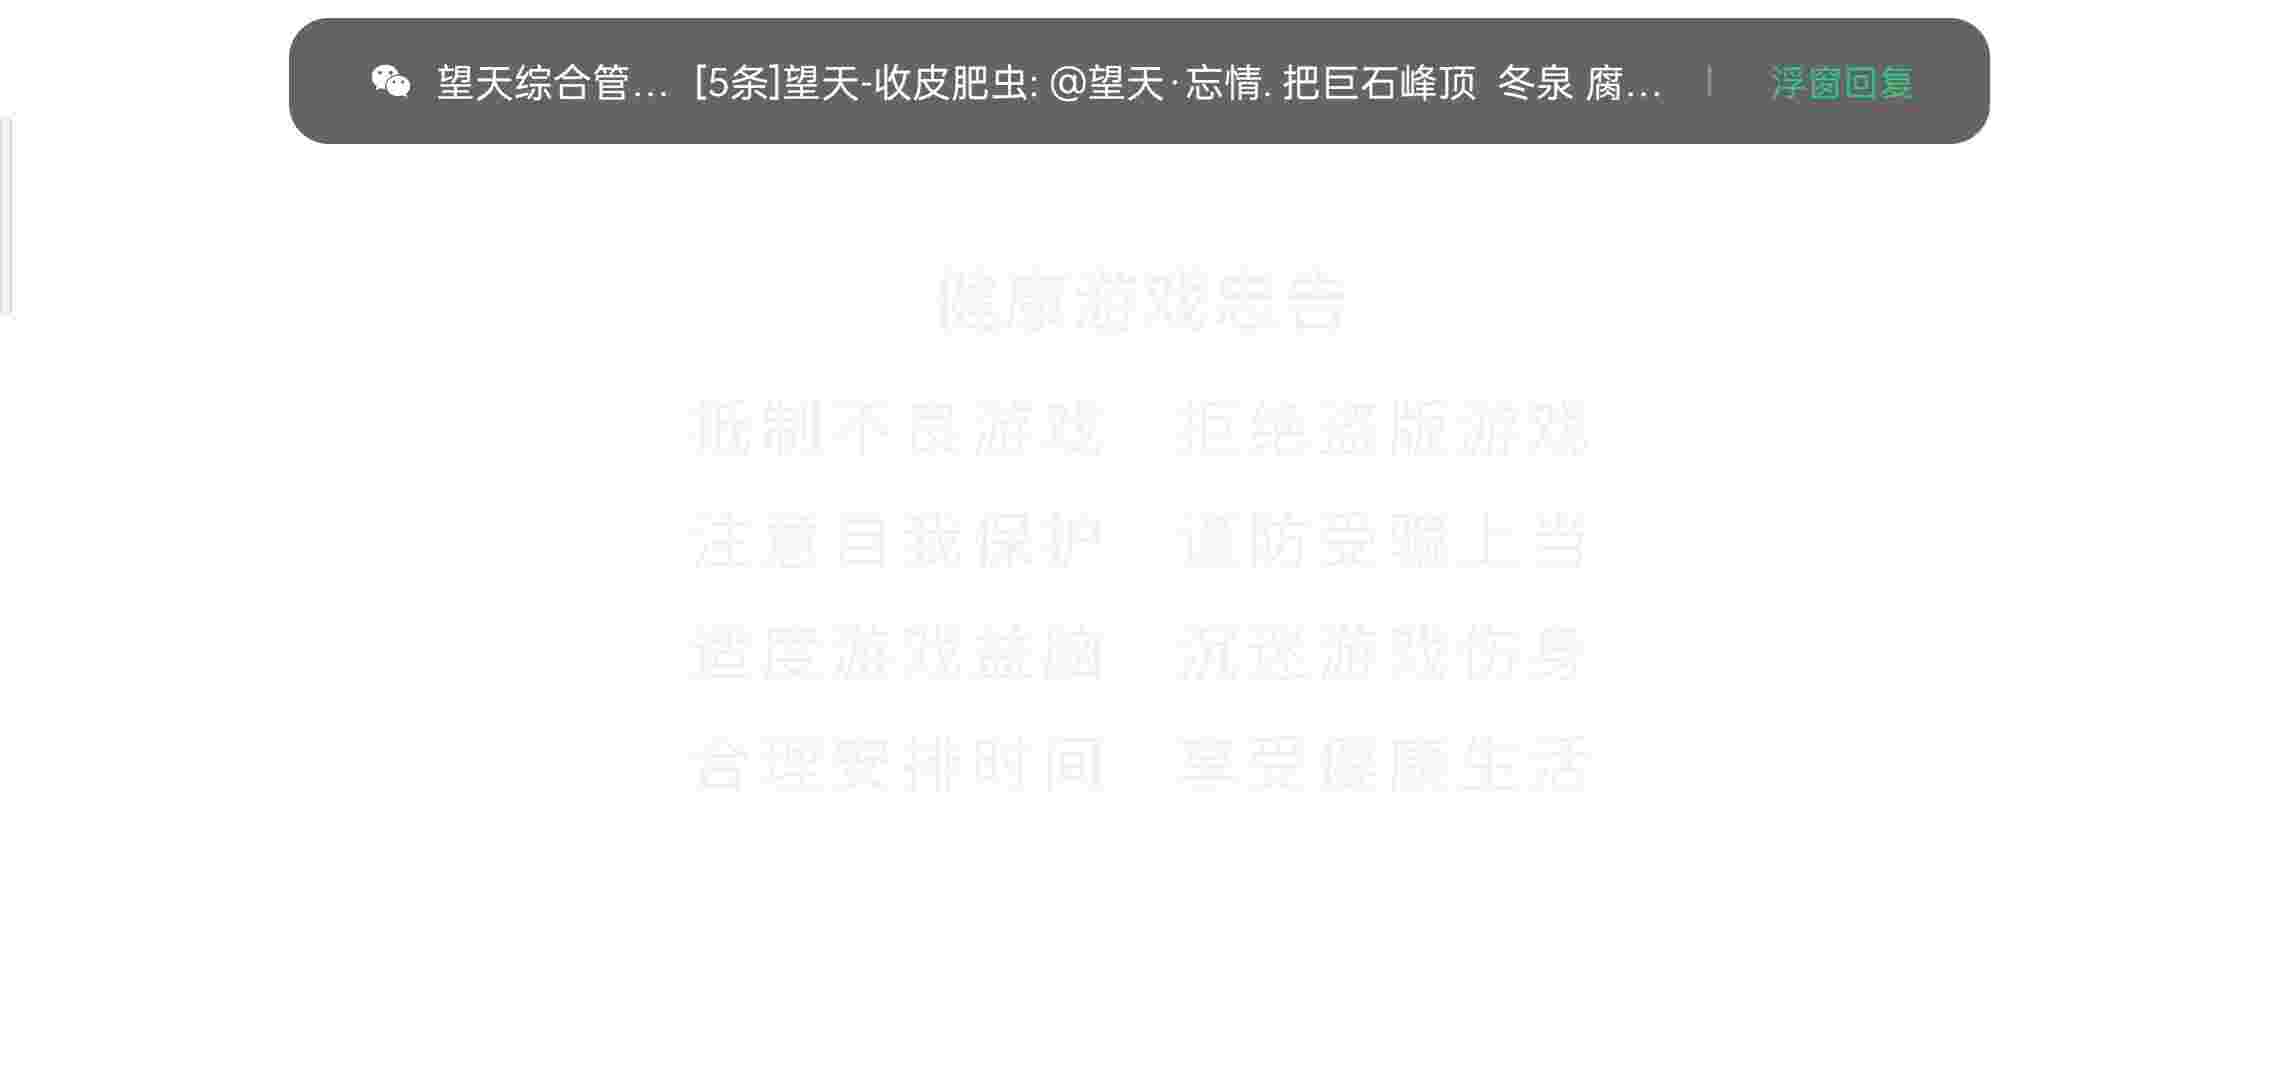 望天综合管... [5条]望天-收皮肥虫: @望天·忘情. 把巨石峰顶 冬泉 腐... | 浮窗回复
健康游戏忠告
抵制不良游戏 拒绝盗版游戏
注意自我保护 谨防受骗上当
适度游戏益脑 沉迷游戏伤身
合理安排时间 享受健康生活